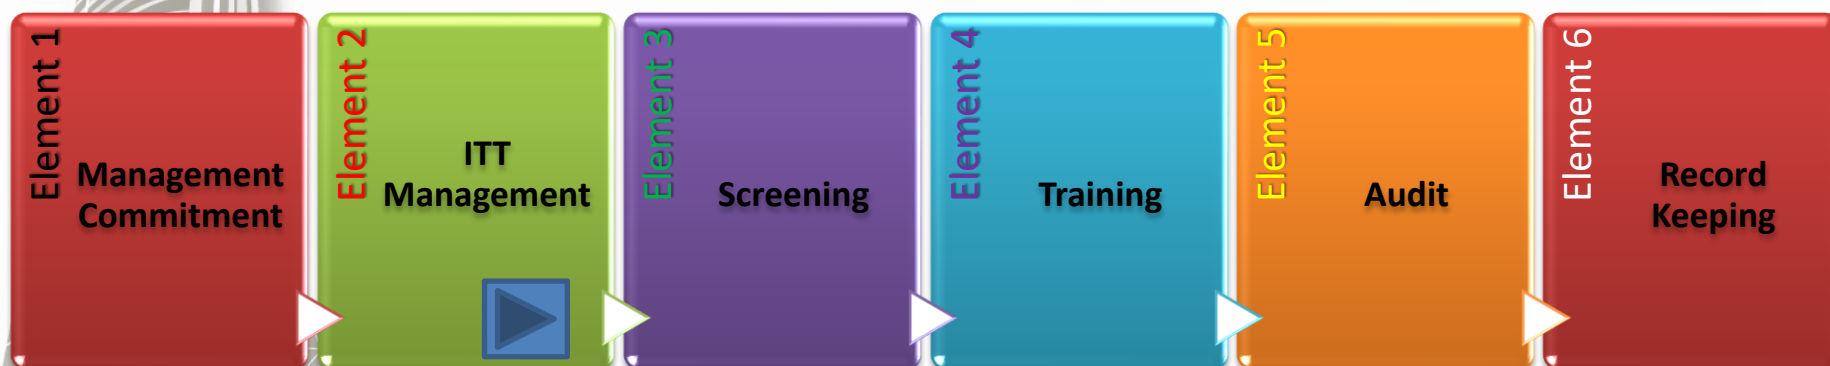 Element 1
Management
Commitment
Element 2
ITT
Management
Element 3
Screening
Element 4
Training
Element 5
Audit
Element 6
Record
Keeping